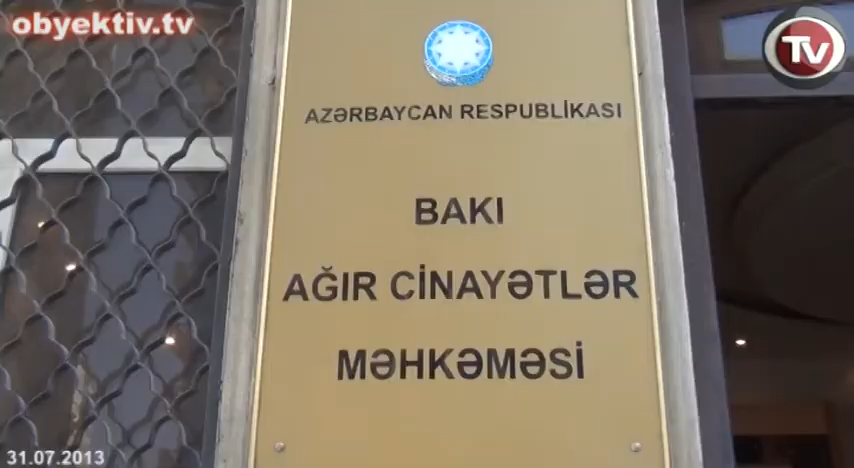 obyektiv.tv
TV
AZƏRBAYCAN RESPUBLİKASI
BAKI
AĞIR CİNAYƏTLƏR
MƏHKƏMƏSİ
31.07.2013